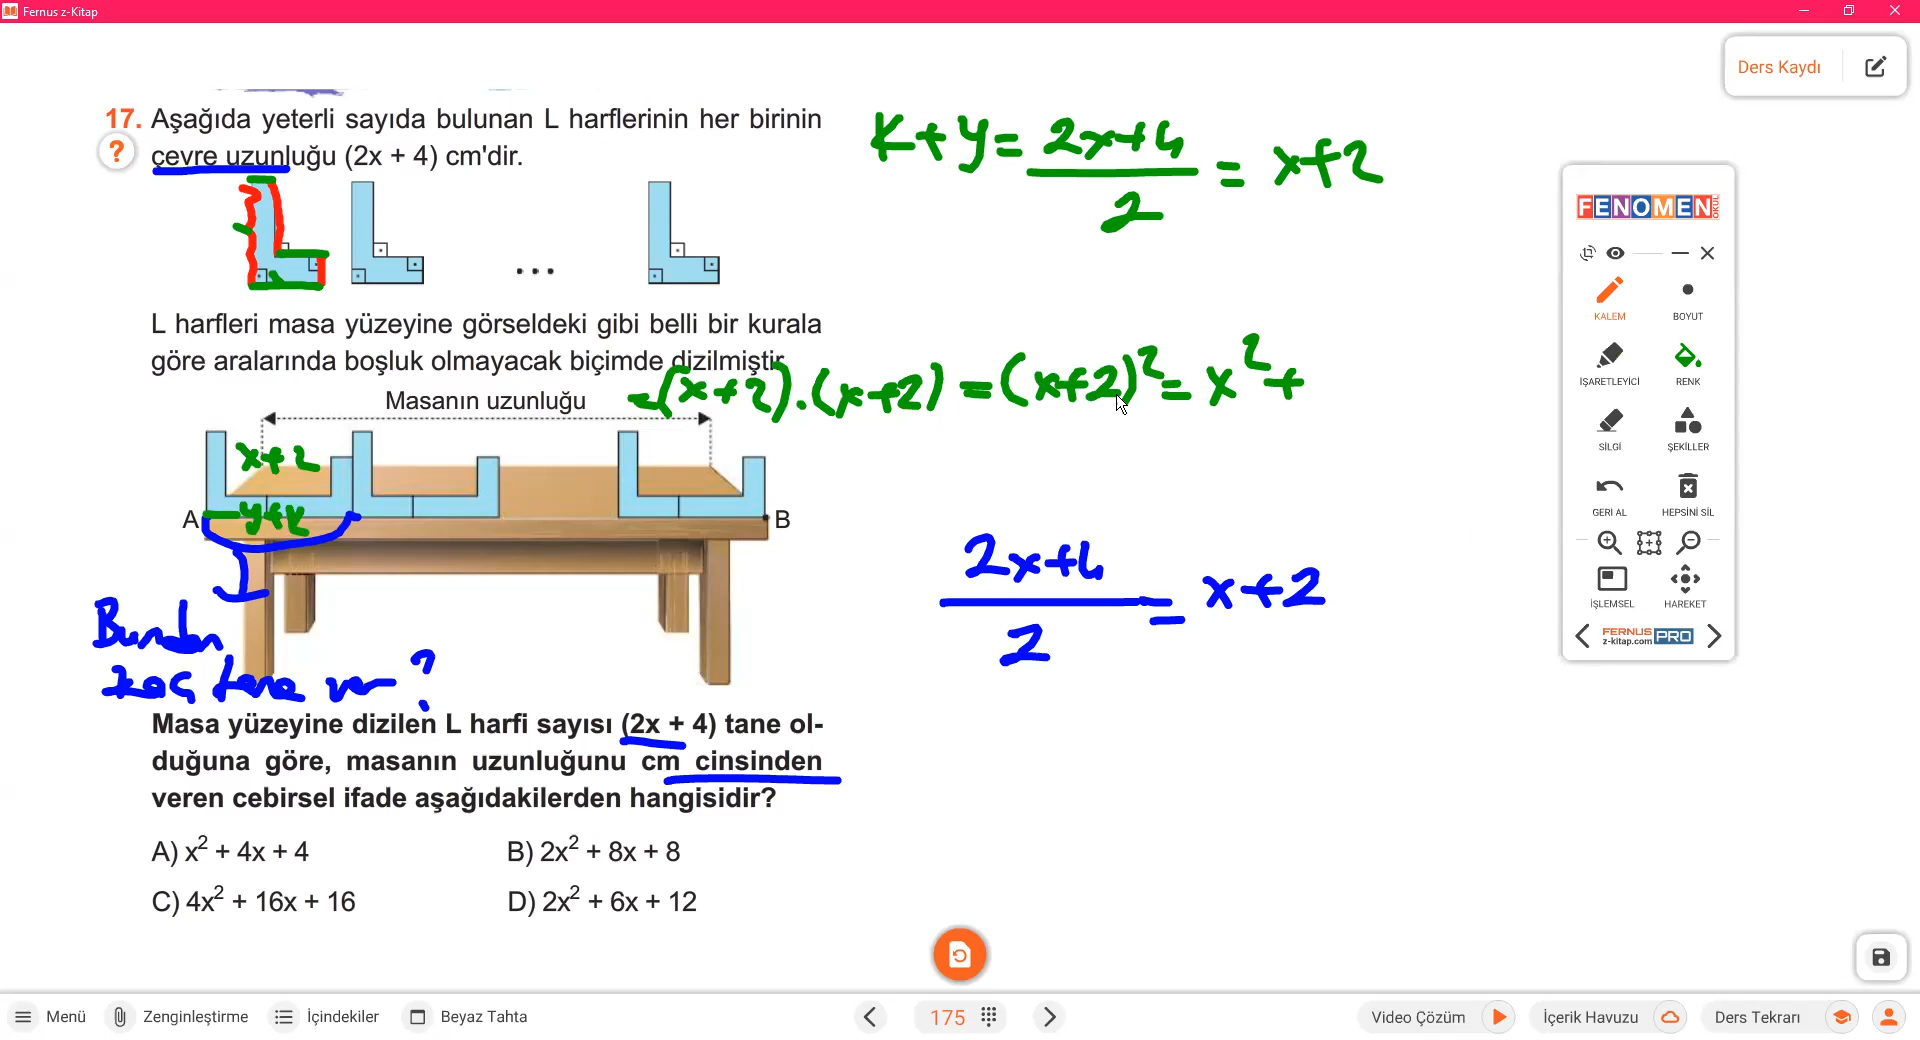 Fernus z-Kitap
Ders Kaydı
17. Aşağıda yeterli sayıda bulunan L harflerinin her birinin
? çevre uzunluğu (2x + 4) cm'dir.
K+y = 2x+4 / 2 = x+2
...
L harfleri masa yüzeyine görseldeki gibi belli bir kurala
göre aralarında boşluk olmayacak biçimde dizilmiştir.
= (x+2).(x+2) = (x+2)² = x² +
Masanın uzunluğu
x+2
y+k
A
B
2x+4 / 2 = x+2
Bundan
kaç tane var ?
Masa yüzeyine dizilen L harfi sayısı (2x + 4) tane ol-
duğuna göre, masanın uzunluğunu cm cinsinden
veren cebirsel ifade aşağıdakilerden hangisidir?
A) x² + 4x + 4
B) 2x² + 8x + 8
C) 4x² + 16x + 16
D) 2x² + 6x + 12
FENOMEN OKUL
KALEM
BOYUT
İŞARETLEYİCİ
RENK
SİLGİ
ŞEKİLLER
GERİ AL
HEPSİNİ SİL
İŞLEMSEL
HAREKET
FERNUS z-kitap.com PRO
Menü
Zenginleştirme
İçindekiler
Beyaz Tahta
175
Video Çözüm
İçerik Havuzu
Ders Tekrarı